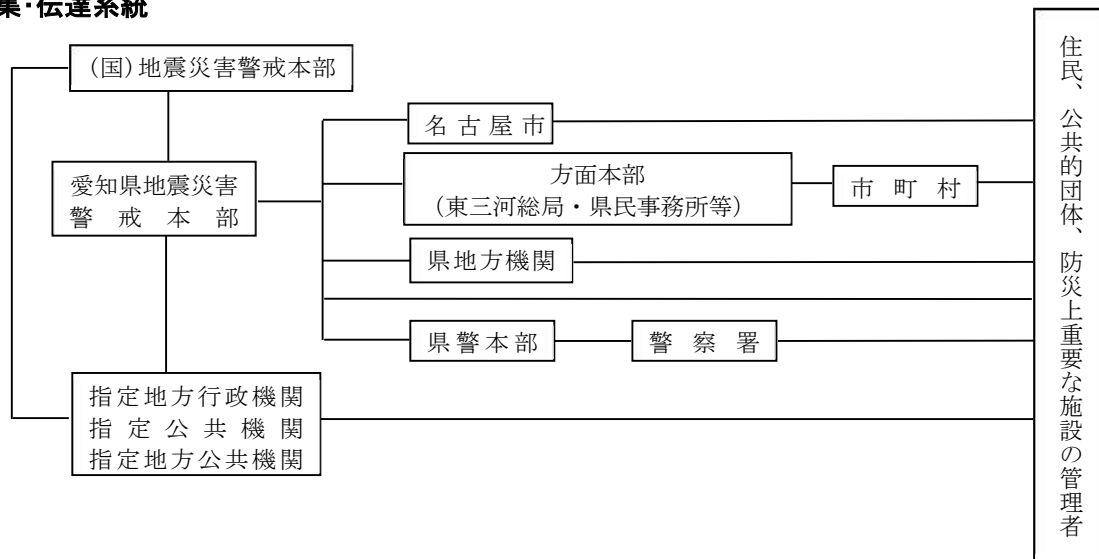 集・伝達系統
(国)地震災害警戒本部
名古屋市
愛知県地震災害
警戒本部
方面本部
(東三河総局・県民事務所等)
市町村
県地方機関
県警本部
警察署
指定地方行政機関
指定公共機関
指定地方公共機関
住民、公共的団体、防災上重要な施設の管理者